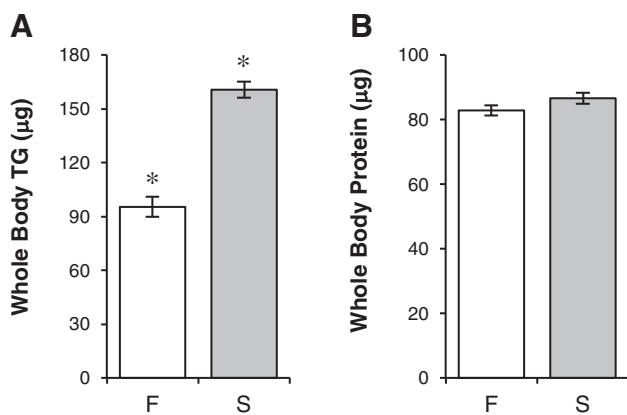 A
Whole Body TG (μg)
180
150
120
90
60
30
0
*
*
F
S
B
Whole Body Protein (μg)
100
80
60
40
20
0
F
S